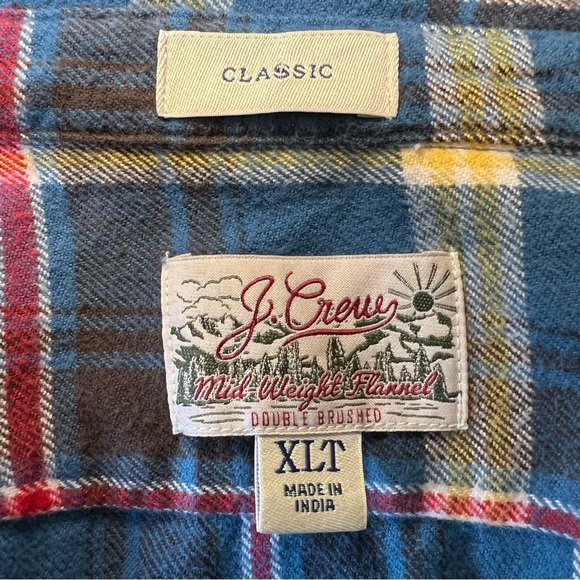 CLASSIC
J. Crew
Mid-Weight Flannel
DOUBLE BRUSHED
XLT
MADE IN
INDIA